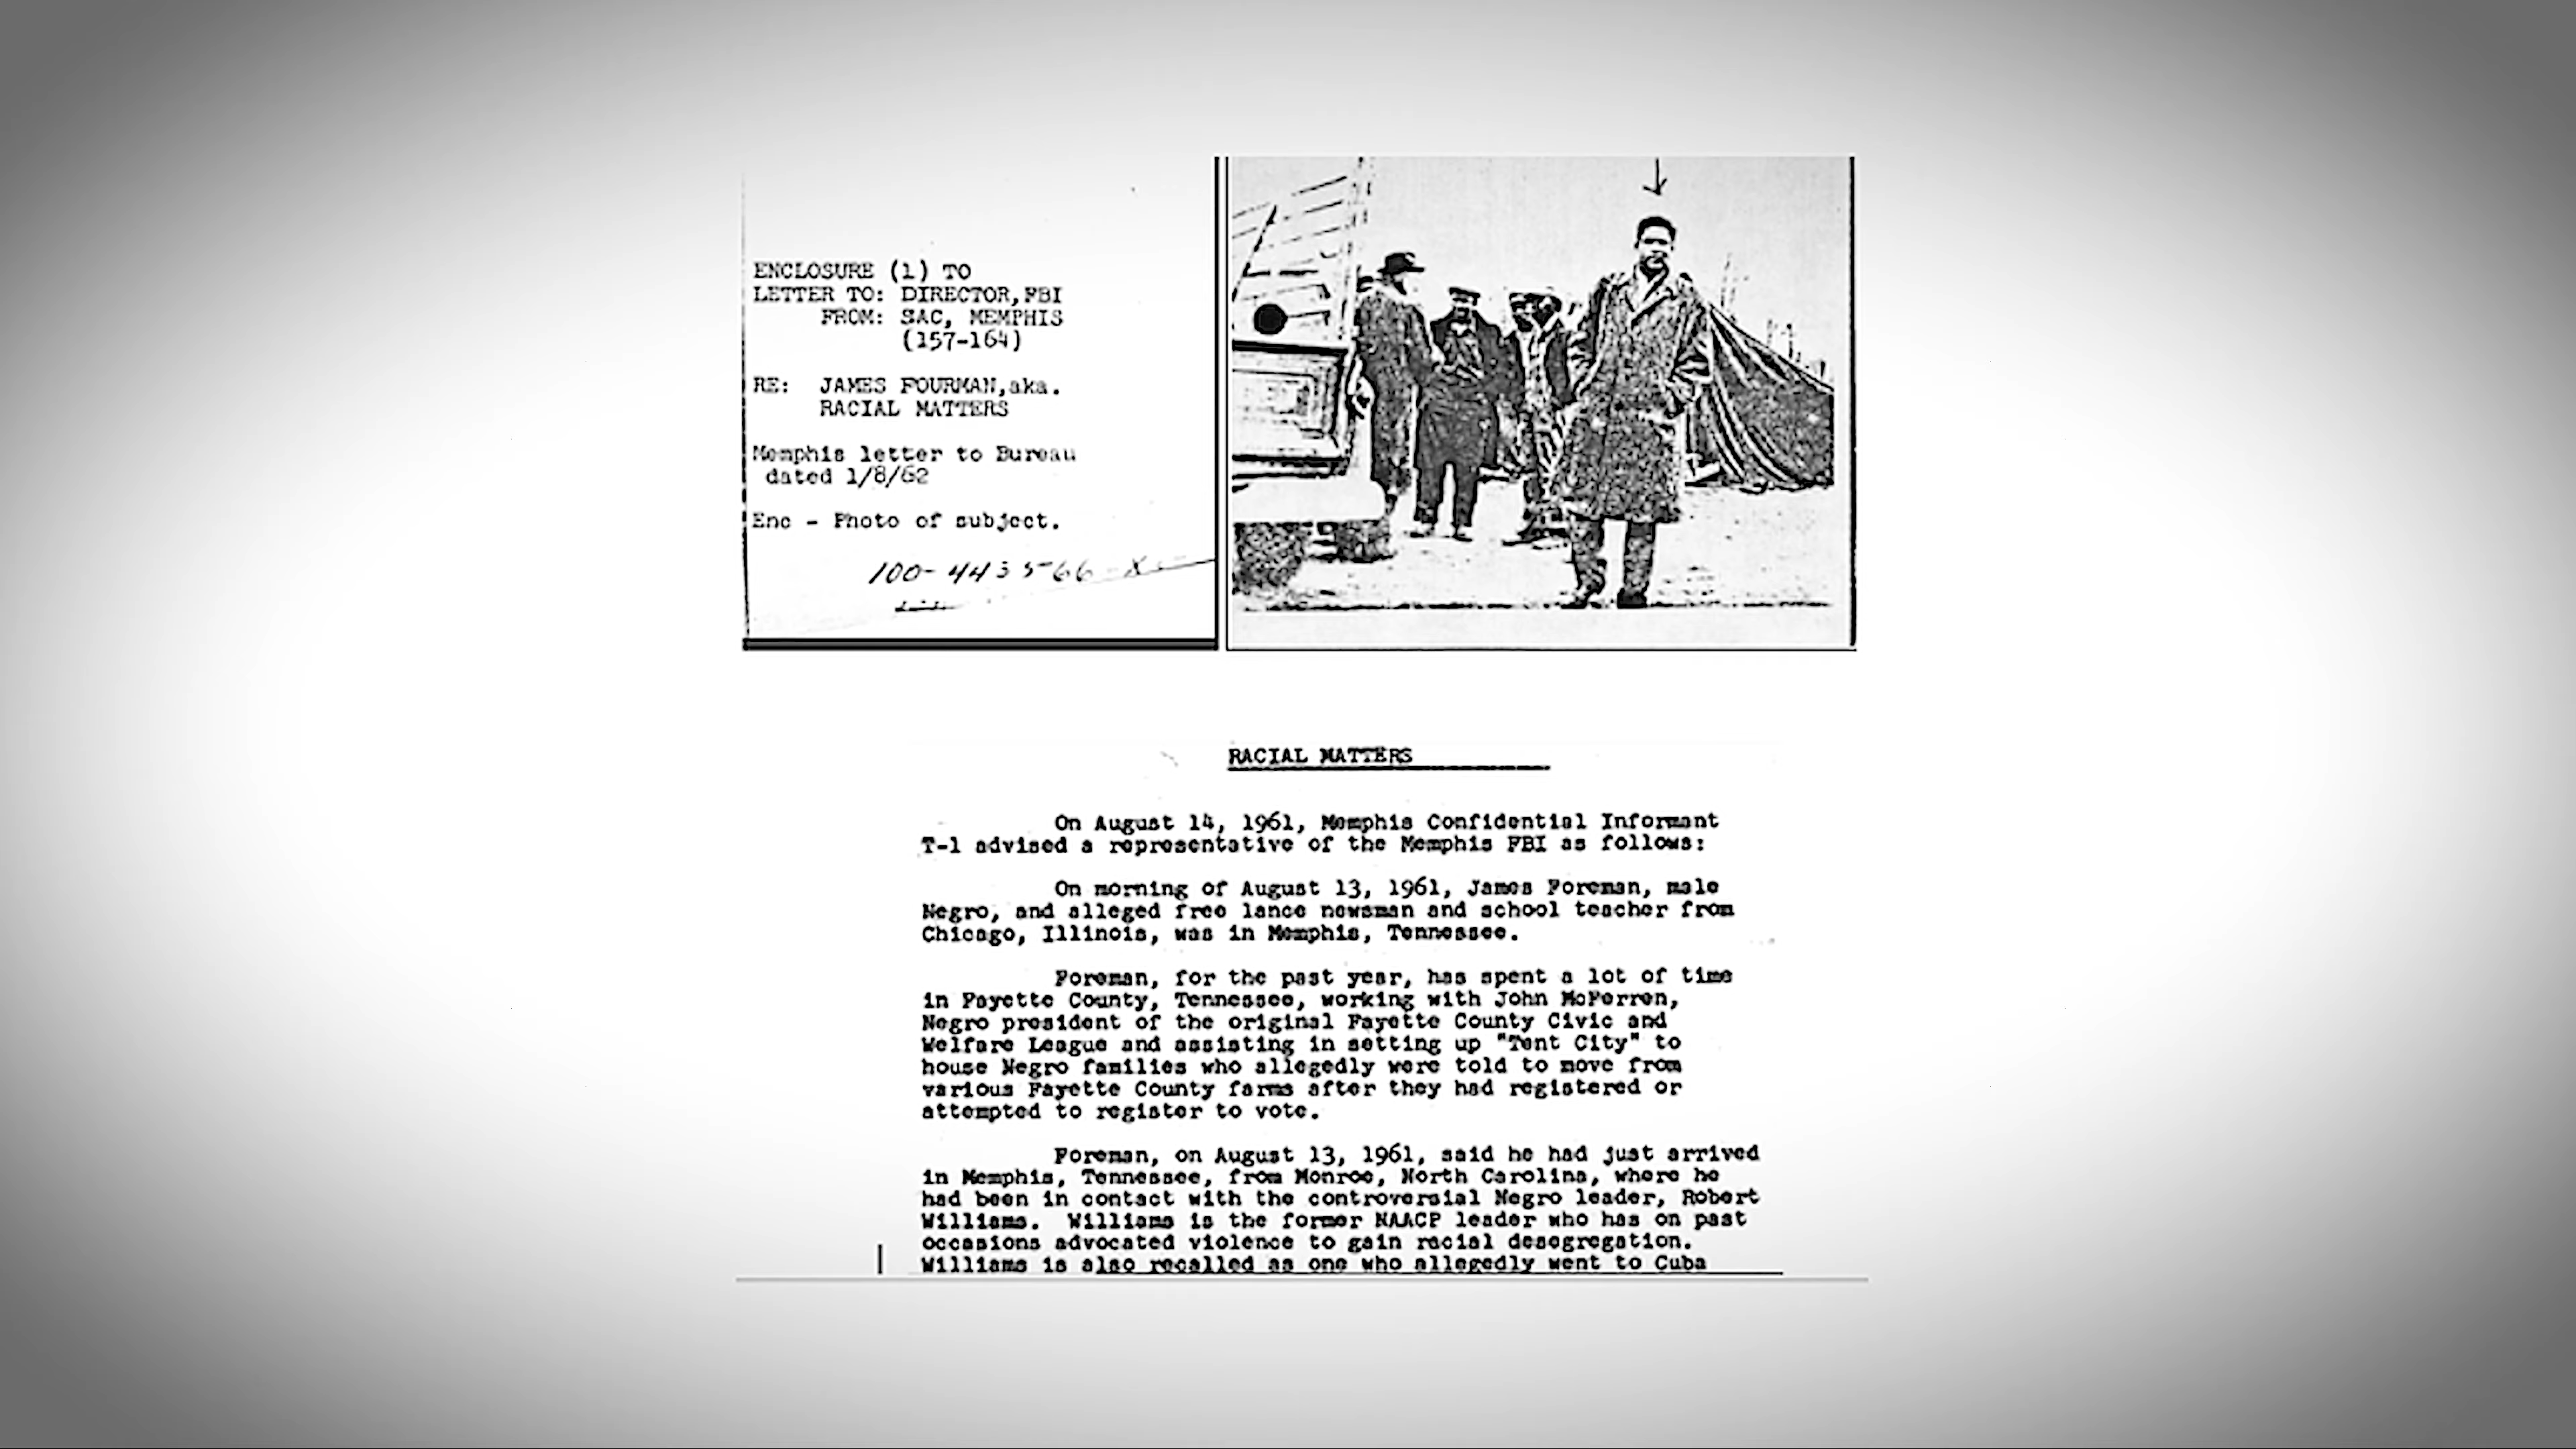 ENCLOSURE (1) TO
LETTER TO: DIRECTOR, FBI
FROM: SAC, MEMPHIS
(157-164)
RE: JAMES FOURMAN, aka.
RACIAL MATTERS
Memphis letter to Bureau
dated 1/8/62
Enc - Photo of subject.
100-443566-X
RACIAL MATTERS
On August 14, 1961, Memphis Confidential Informant
T-1 advised a representative of the Memphis FBI as follows:
On morning of August 13, 1961, James Foreman, male
Negro, and alleged free lance newsman and school teacher from
Chicago, Illinois, was in Memphis, Tennessee.
Foreman, for the past year, has spent a lot of time
in Fayette County, Tennessee, working with John McFerren,
Negro president of the original Fayette County Civic and
Welfare League and assisting in setting up "Tent City" to
house Negro families who allegedly were told to move from
various Fayette County farms after they had registered or
attempted to register to vote.
Foreman, on August 13, 1961, said he had just arrived
in Memphis, Tennessee, from Monroe, North Carolina, where he
had been in contact with the controversial Negro leader, Robert
Williams. Williams is the former NAACP leader who has on past
occasions advocated violence to gain racial desegregation.
Williams is also recalled as one who allegedly went to Cuba